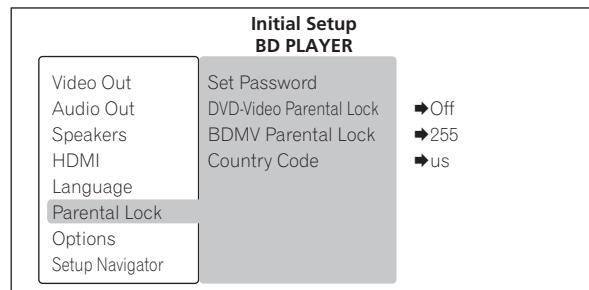 Initial Setup
BD PLAYER
Video Out
Audio Out
Speakers
HDMI
Language
Parental Lock
Options
Setup Navigator
Set Password
DVD-Video Parental Lock ➡Off
BDMV Parental Lock ➡255
Country Code ➡us